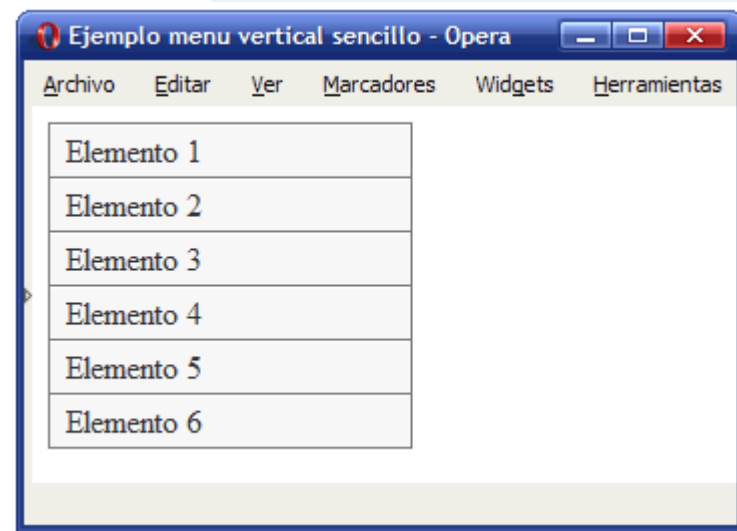 Ejemplo menu vertical sencillo - Opera
Archivo Editar Ver Marcadores Widgets Herramientas
Elemento 1
Elemento 2
Elemento 3
Elemento 4
Elemento 5
Elemento 6